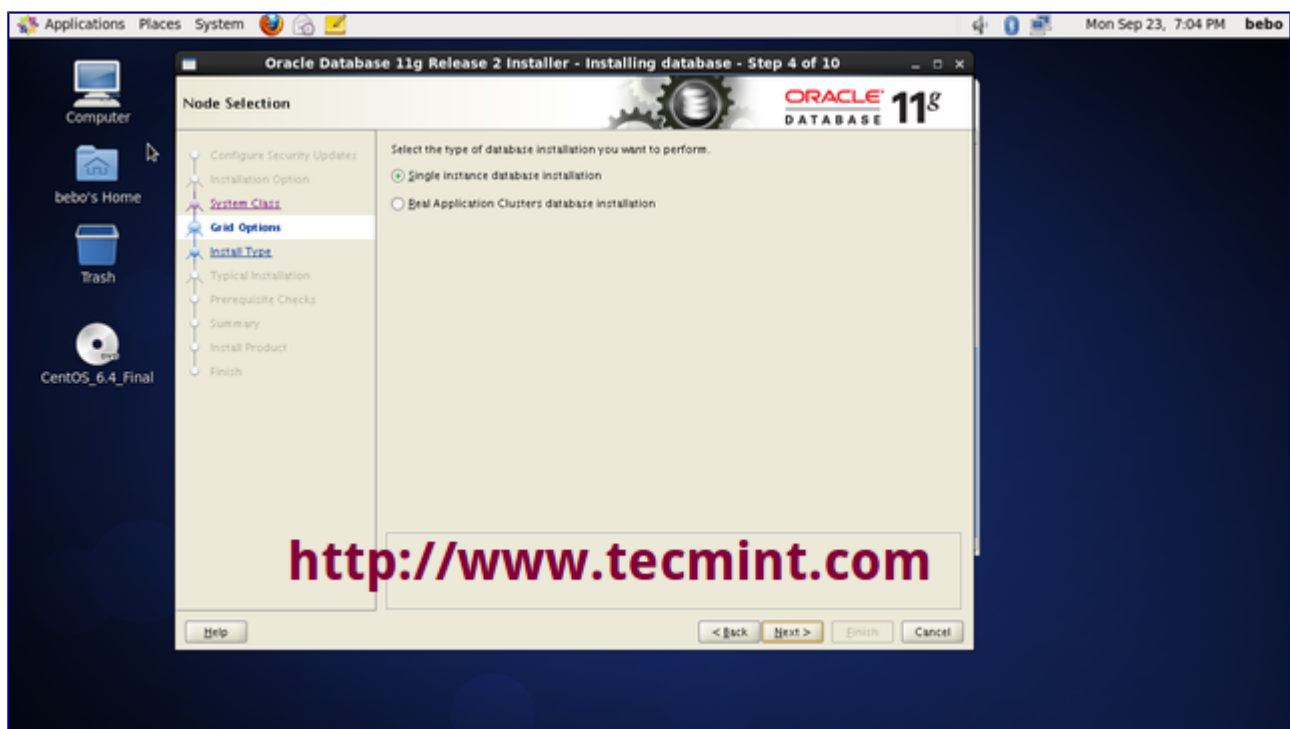 Applications Places System
Mon Sep 23, 7:04 PM bebo
Computer
bebo's Home
Trash
DVD
CentOS_6.4_Final
Oracle Database 11g Release 2 Installer - Installing database - Step 4 of 10
Node Selection
ORACLE
DATABASE
11g
Configure Security Updates
Installation Option
System Class
Grid Options
Install Type
Typical Installation
Prerequisite Checks
Summary
Install Product
Finish
Select the type of database installation you want to perform.
Single instance database installation
Real Application Clusters database installation
http://www.tecmint.com
Help
< Back
Next >
Finish
Cancel